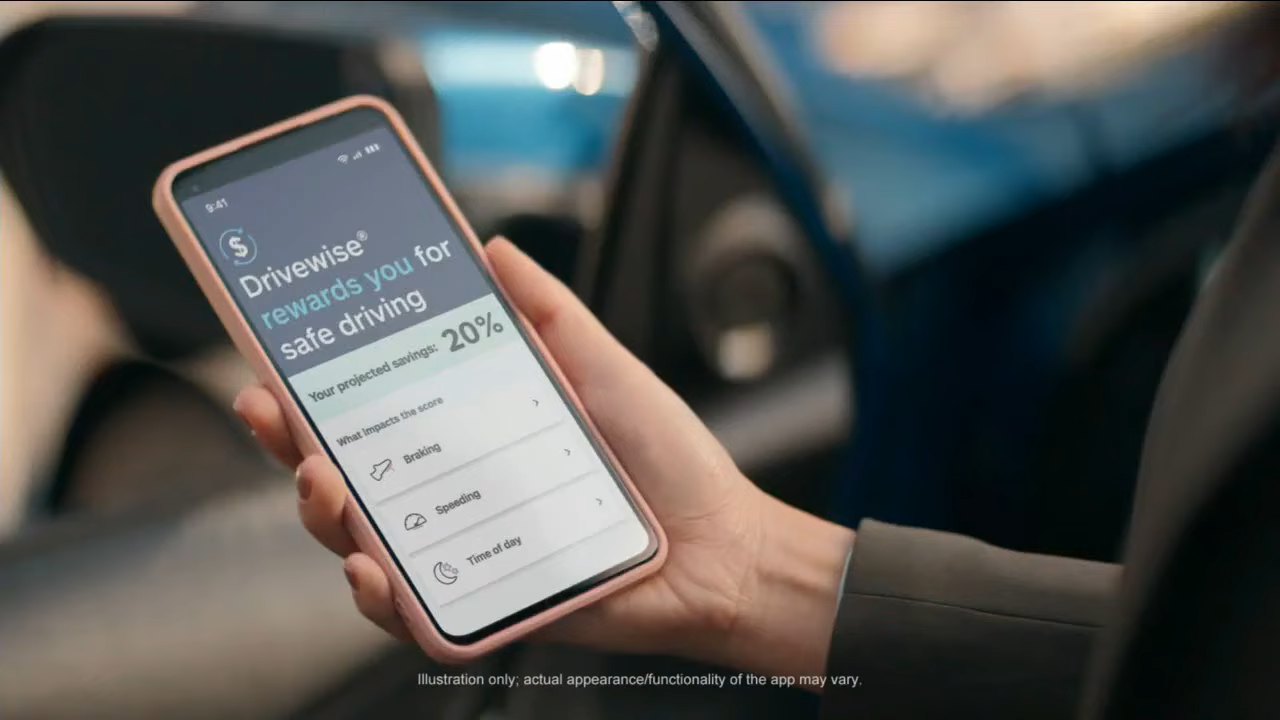 9:41
$
Drivewise®
rewards you for
safe driving
Your projected savings: 20%
What impacts the score
Braking
Speeding
Time of day
Illustration only; actual appearance/functionality of the app may vary.